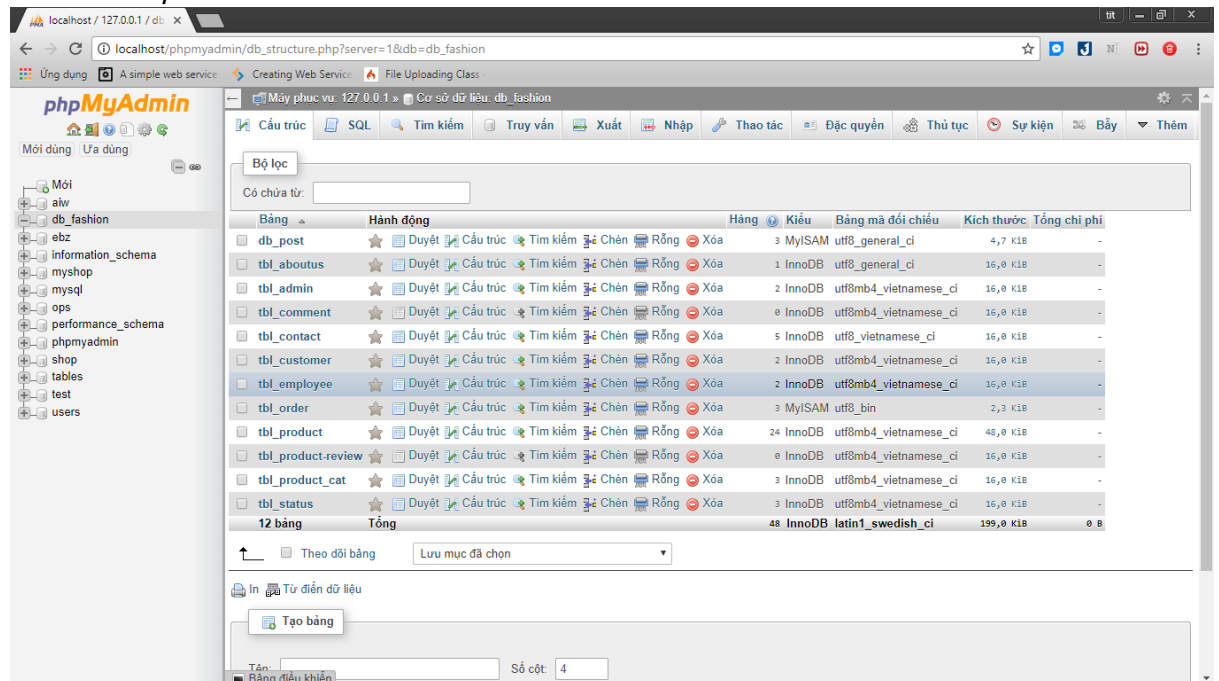 localhost / 127.0.0.1 / db
tit
localhost/phpmyadmin/db_structure.php?server=1&db=db_fashion
Ứng dụng A simple web service Creating Web Service File Uploading Class -
phpMyAdmin
Mới dùng Ưa dùng
Mới
aiw
db_fashion
ebz
information_schema
myshop
mysql
ops
performance_schema
phpmyadmin
shop
tables
test
users
Máy phục vụ: 127.0.0.1 » Cơ sở dữ liệu: db_fashion
Cấu trúc SQL Tìm kiếm Truy vấn Xuất Nhập Thao tác Đặc quyền Thủ tục Sự kiện Bẫy Thêm
Bộ lọc
Có chứa từ:
Bảng Hành động Hàng Kiểu Bảng mã đối chiếu Kích thước Tổng chi phí
db_post Duyệt Cấu trúc Tìm kiếm Chèn Rỗng Xóa 3 MyISAM utf8_general_ci 4,7 KiB -
tbl_aboutus Duyệt Cấu trúc Tìm kiếm Chèn Rỗng Xóa 1 InnoDB utf8_general_ci 16,0 KiB -
tbl_admin Duyệt Cấu trúc Tìm kiếm Chèn Rỗng Xóa 2 InnoDB utf8mb4_vietnamese_ci 16,0 KiB -
tbl_comment Duyệt Cấu trúc Tìm kiếm Chèn Rỗng Xóa 0 InnoDB utf8mb4_vietnamese_ci 16,0 KiB -
tbl_contact Duyệt Cấu trúc Tìm kiếm Chèn Rỗng Xóa 5 InnoDB utf8_vietnamese_ci 16,0 KiB -
tbl_customer Duyệt Cấu trúc Tìm kiếm Chèn Rỗng Xóa 2 InnoDB utf8mb4_vietnamese_ci 16,0 KiB -
tbl_employee Duyệt Cấu trúc Tìm kiếm Chèn Rỗng Xóa 2 InnoDB utf8mb4_vietnamese_ci 16,0 KiB -
tbl_order Duyệt Cấu trúc Tìm kiếm Chèn Rỗng Xóa 3 MyISAM utf8_bin 2,3 KiB -
tbl_product Duyệt Cấu trúc Tìm kiếm Chèn Rỗng Xóa 24 InnoDB utf8mb4_vietnamese_ci 48,0 KiB -
tbl_product-review Duyệt Cấu trúc Tìm kiếm Chèn Rỗng Xóa 0 InnoDB utf8mb4_vietnamese_ci 16,0 KiB -
tbl_product_cat Duyệt Cấu trúc Tìm kiếm Chèn Rỗng Xóa 3 InnoDB utf8mb4_vietnamese_ci 16,0 KiB -
tbl_status Duyệt Cấu trúc Tìm kiếm Chèn Rỗng Xóa 3 InnoDB utf8mb4_vietnamese_ci 16,0 KiB -
12 bảng Tổng 48 InnoDB latin1_swedish_ci 199,0 KiB 0 B
Theo dõi bảng Lưu mục đã chọn
In Từ điển dữ liệu
Tạo bảng
Tên: Số cột: 4
Bảng điều khiển